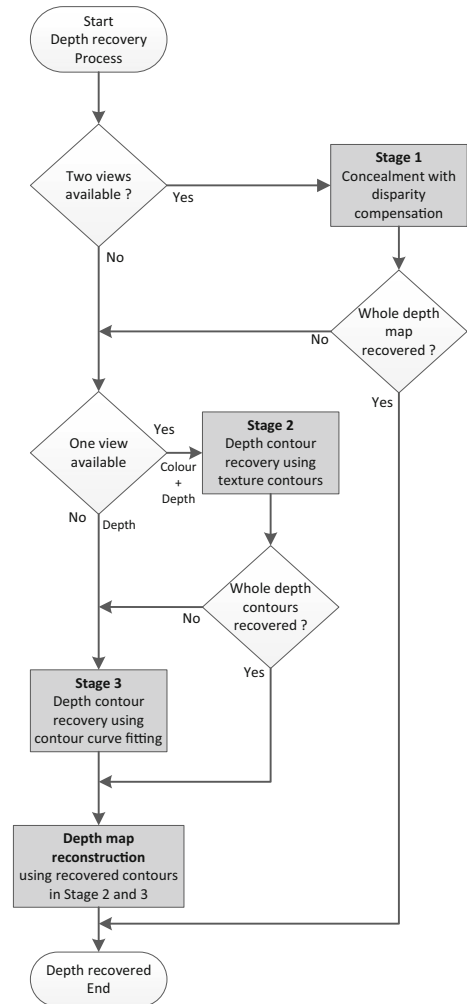 Start
Depth recovery
Process
Two views
available ?
Yes
No
Stage 1
Concealment with
disparity
compensation
Whole depth
map
recovered ?
No
Yes
One view
available
Yes
Colour
+
Depth
No
Depth
Stage 2
Depth contour
recovery using
texture contours
Whole depth
contours
recovered ?
No
Yes
Stage 3
Depth contour
recovery using
contour curve fitting
Depth map
reconstruction
using recovered contours
in Stage 2 and 3
Depth recovered
End